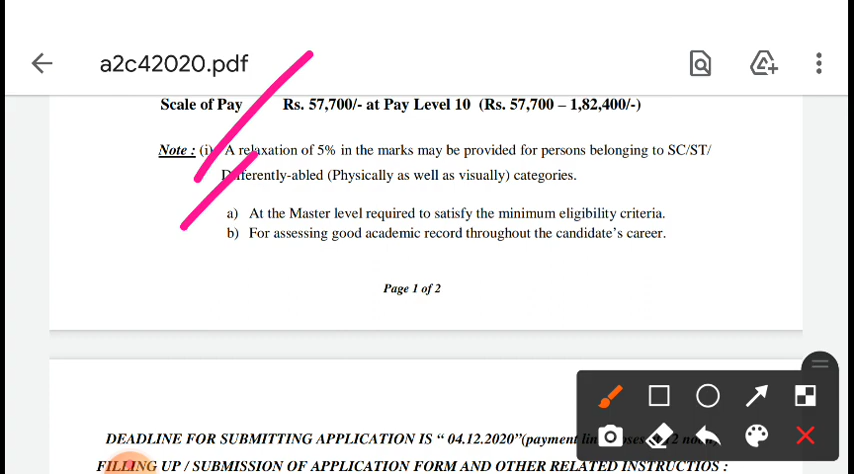 a2c42020.pdf
Scale of Pay Rs. 57,700/- at Pay Level 10 (Rs. 57,700 – 1,82,400/-)
Note : (i) A relaxation of 5% in the marks may be provided for persons belonging to SC/ST/
Differently-abled (Physically as well as visually) categories.
a) At the Master level required to satisfy the minimum eligibility criteria.
b) For assessing good academic record throughout the candidate's career.
Page 1 of 2
DEADLINE FOR SUBMITTING APPLICATION IS “ 04.12.2020”(payment
FILLING UP / SUBMISSION OF APPLICATION FORM AND OTHER RELATED INSTRUCTIOS :